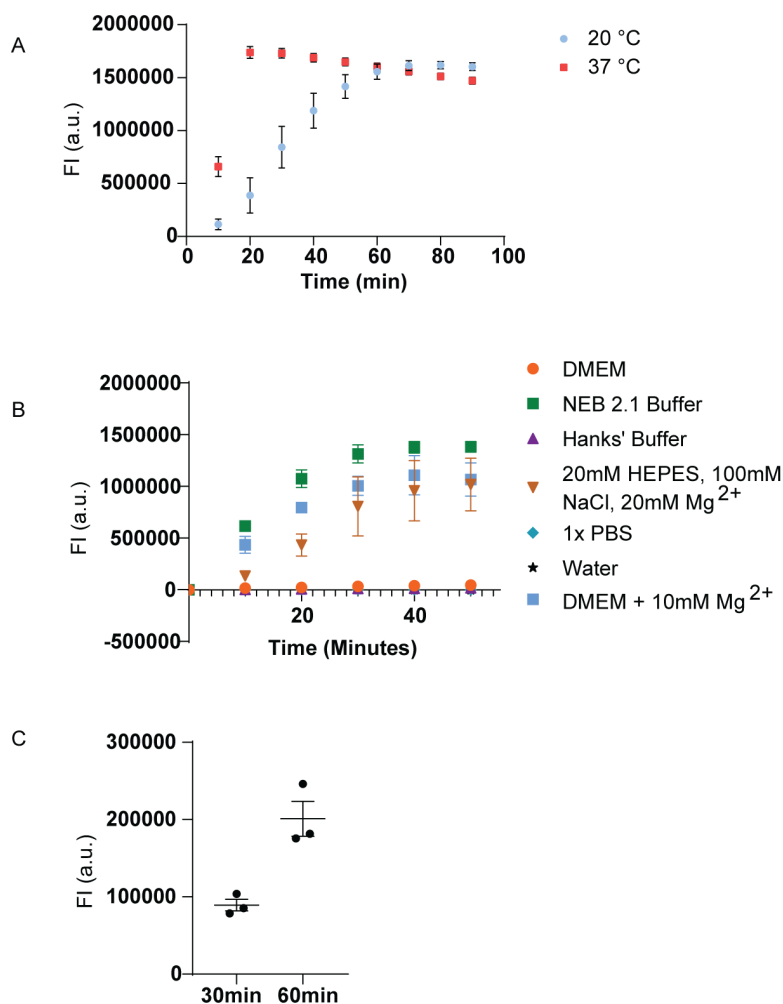 A
FI (a.u.)
2000000
1500000
1000000
500000
0
0 20 40 60 80 100
Time (min)
20 °C
37 °C
B
FI (a.u.)
2000000
1500000
1000000
500000
0
-500000
20 40
Time (Minutes)
DMEM
NEB 2.1 Buffer
Hanks' Buffer
20mM HEPES, 100mM
NaCl, 20mM Mg2+
1x PBS
Water
DMEM + 10mM Mg2+
C
FI (a.u.)
300000
200000
100000
0
30min 60min